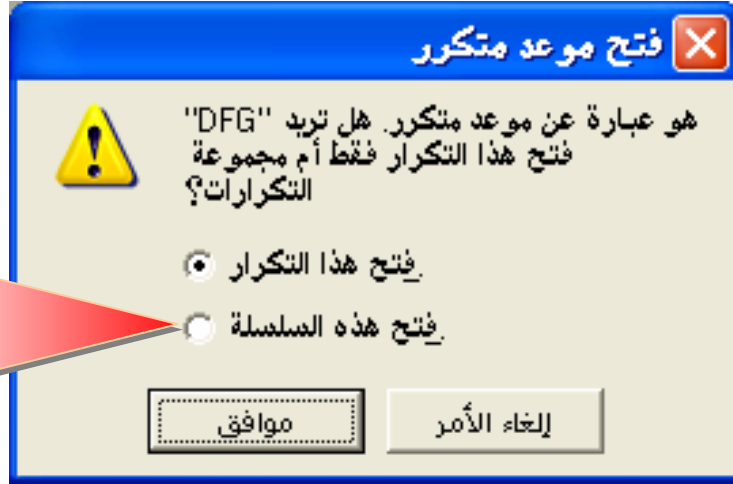 فتح موعد متكرر
"DFG" هو عبارة عن موعد متكرر. هل تريد
فتح هذا التكرار فقط أم مجموعة
التكرارات؟
فتح هذا التكرار.
فتح هذه السلسلة.
موافق
إلغاء الأمر